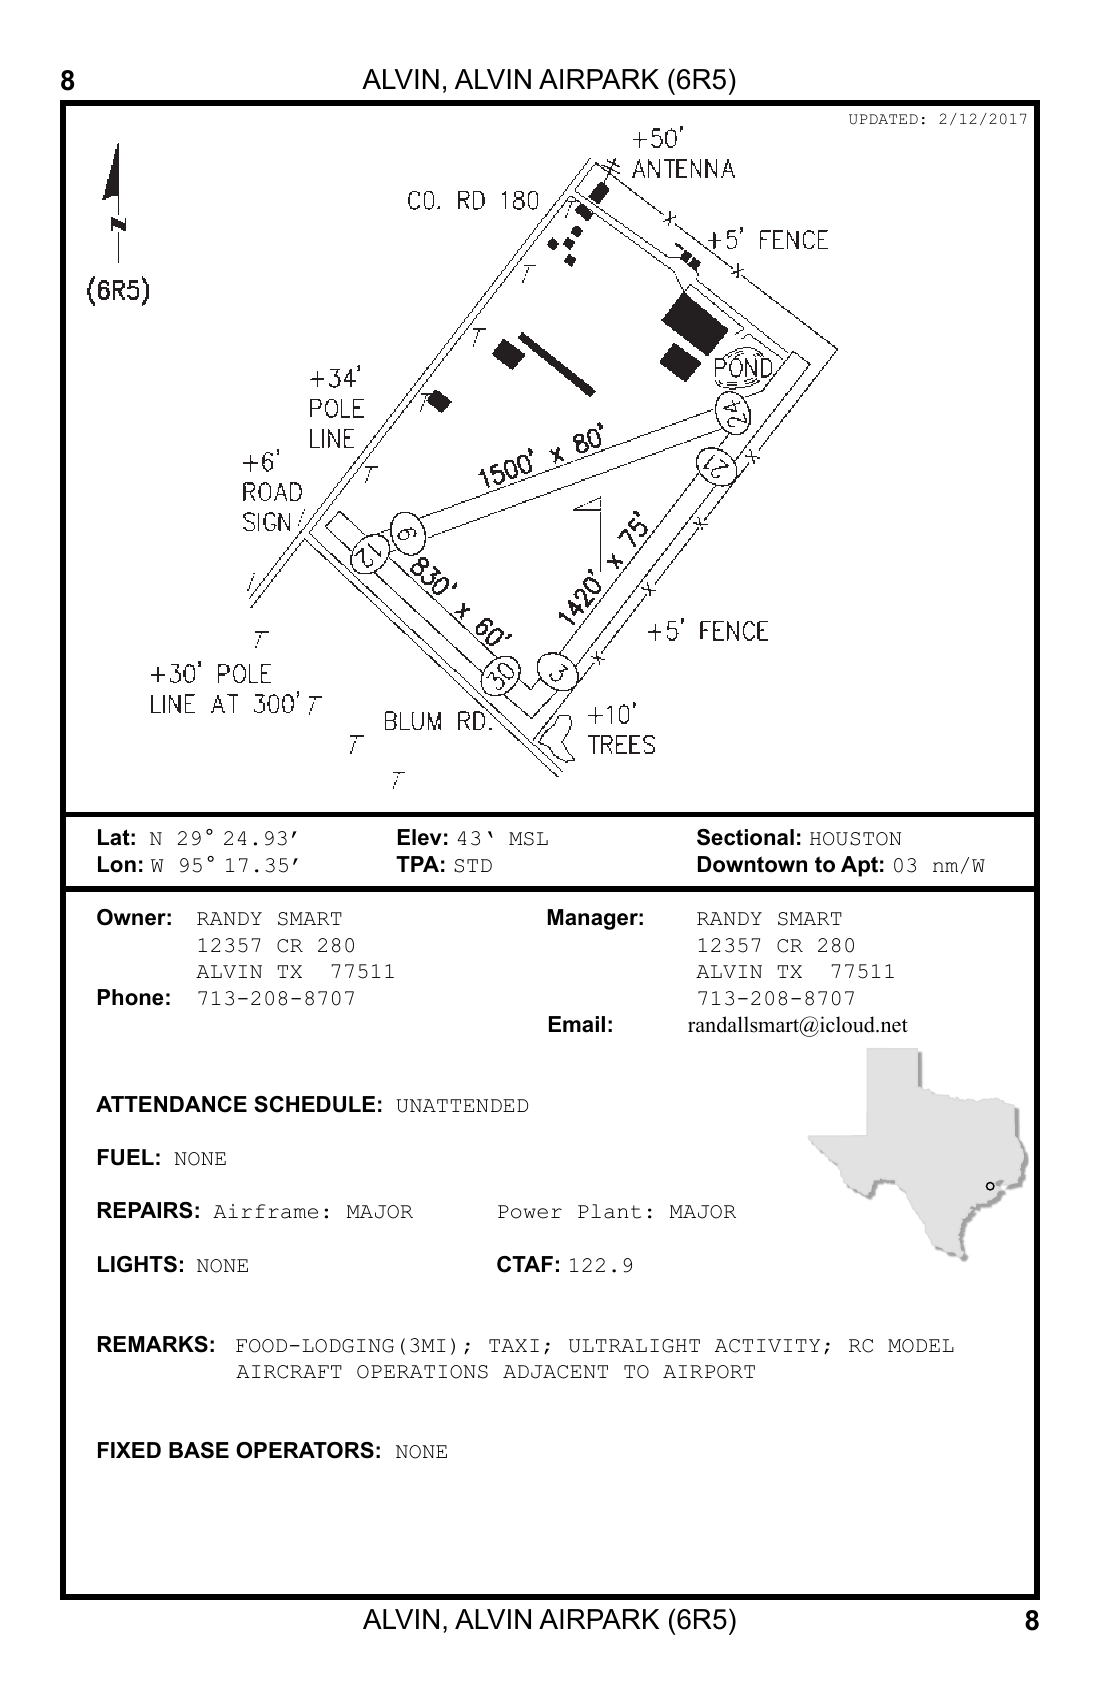 8 ALVIN, ALVIN AIRPARK (6R5)
UPDATED: 2/12/2017
+50'
ANTENNA
CO. RD 180
+5' FENCE
N
(6R5)
POND
+34'
POLE
LINE
24
1500' x 80'
+6'
ROAD
SIGN
21
6
12
830' x 60'
1420' x 75'
+5' FENCE
30
3
+30' POLE
LINE AT 300'
BLUM RD.
+10'
TREES
Lat: N 29° 24.93’ Elev: 43‘ MSL Sectional: HOUSTON
Lon: W 95° 17.35’ TPA: STD Downtown to Apt: 03 nm/W
Owner: RANDY SMART Manager: RANDY SMART
12357 CR 280 12357 CR 280
ALVIN TX 77511 ALVIN TX 77511
Phone: 713-208-8707 713-208-8707
Email: randallsmart@icloud.net
ATTENDANCE SCHEDULE: UNATTENDED
FUEL: NONE
REPAIRS: Airframe: MAJOR Power Plant: MAJOR
LIGHTS: NONE CTAF: 122.9
REMARKS: FOOD-LODGING(3MI); TAXI; ULTRALIGHT ACTIVITY; RC MODEL
AIRCRAFT OPERATIONS ADJACENT TO AIRPORT
FIXED BASE OPERATORS: NONE
ALVIN, ALVIN AIRPARK (6R5) 8